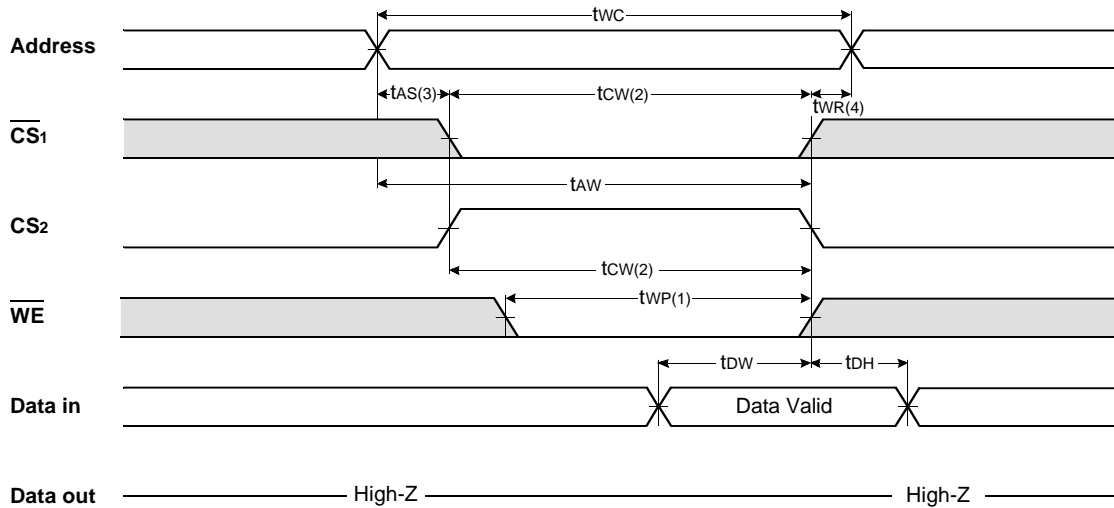 tWC
Address
tAS(3) tCW(2) tWR(4)
CS1
tAW
CS2
tCW(2)
WE tWP(1)
tDW tDH
Data in Data Valid
Data out High-Z High-Z